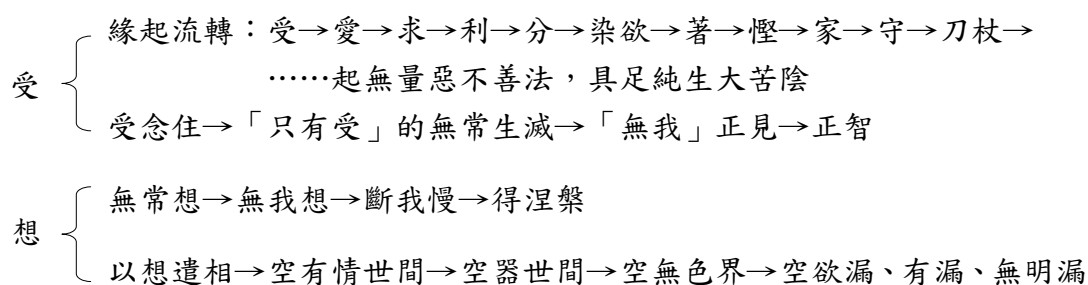 受
緣起流轉：受→愛→求→利→分→染欲→著→慳→家→守→刀杖→
……起無量惡不善法，具足純生大苦陰
受念住→「只有受」的無常生滅→「無我」正見→正智
想
無常想→無我想→斷我慢→得涅槃
以想遣相→空有情世間→空器世間→空無色界→空欲漏、有漏、無明漏